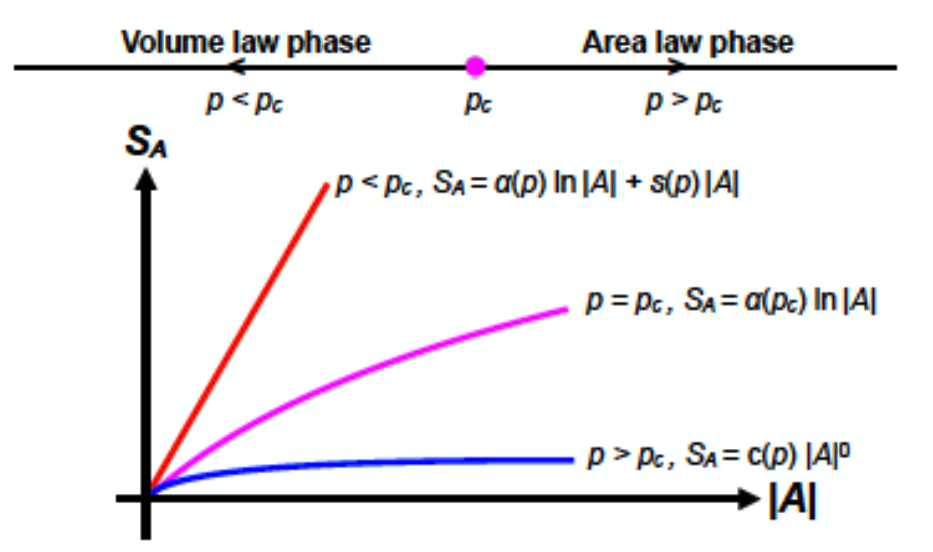 Volume law phase Area law phase
p < pc pc p > pc
SA
p < pc , SA = α(p) ln |A| + s(p) |A|
p = pc , SA = α(pc) ln |A|
p > pc , SA = c(p) |A|⁰
|A|